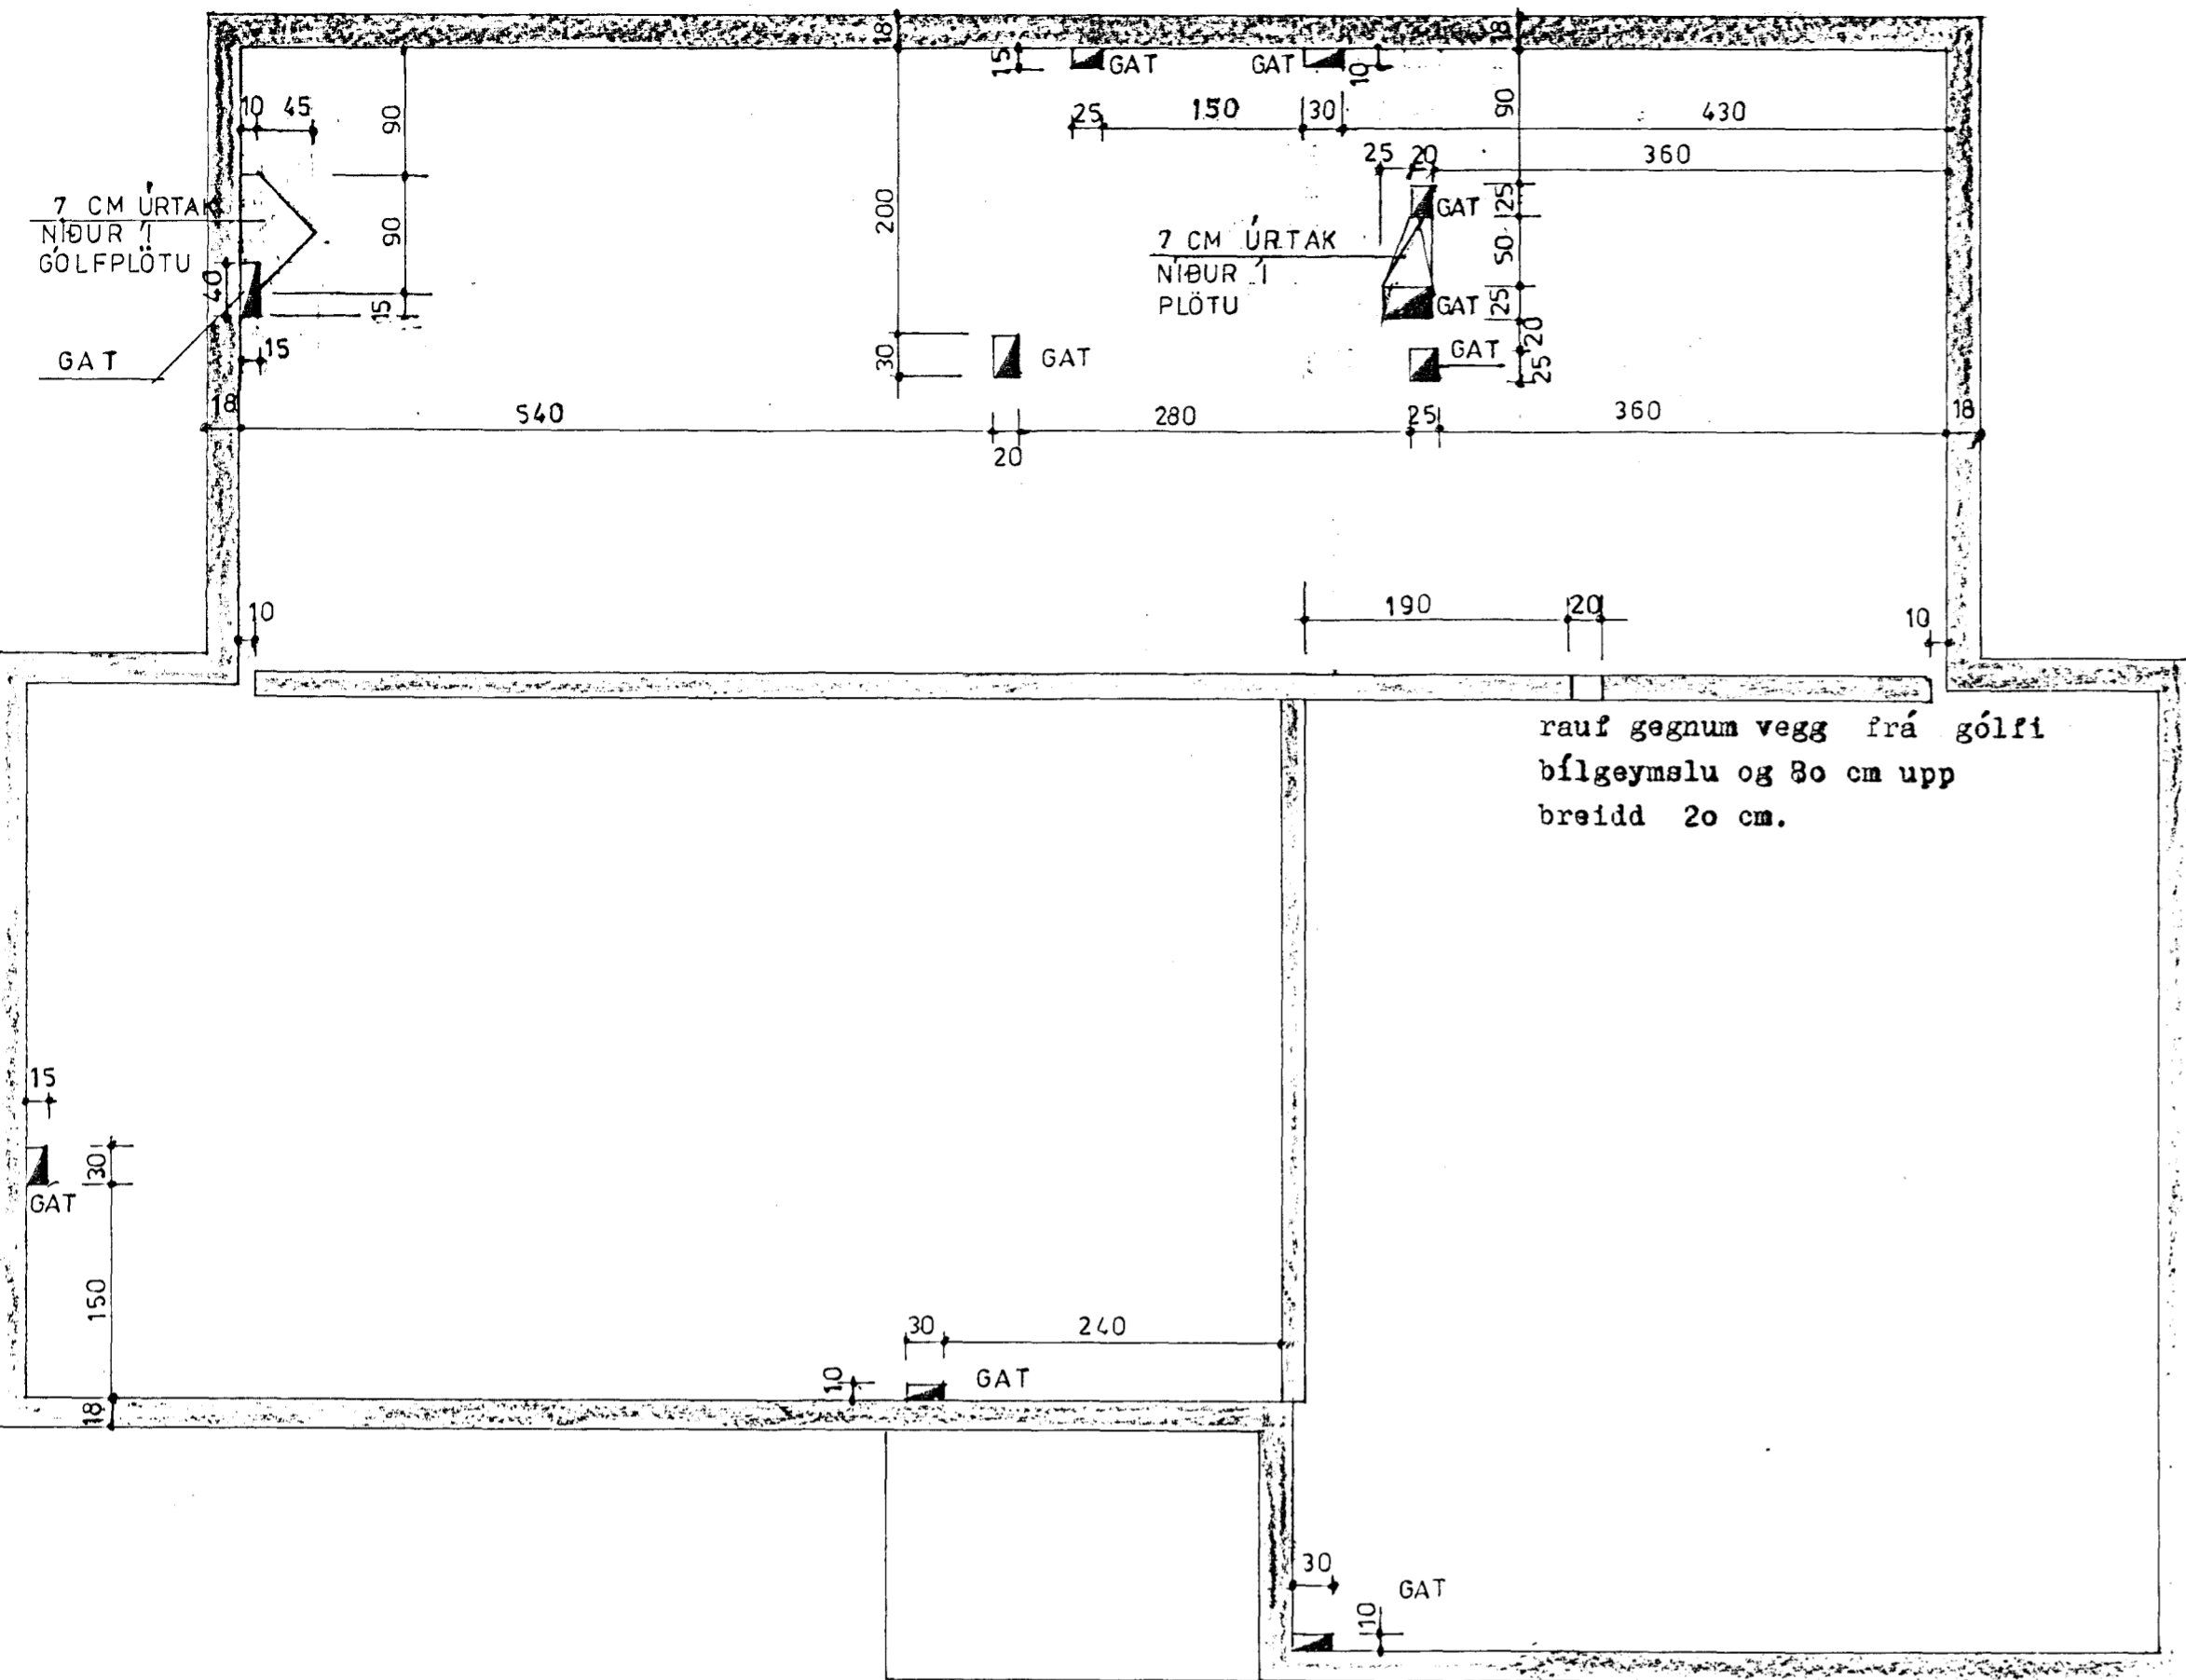 18
18
15
GAT
GAT
10
10 45
90
25
150
30
90
430
25 20
360
7 CM ÚRTAK
NIÐUR Í
GÓLFPLÖTU
90
200
25
GAT
7 CM ÚRTAK
NIÐUR Í
PLÖTU
50
40
15
25
GAT
GAT
15
30
GAT
20
GAT
25
18
540
280
25
360
18
20
10
190
20
10
rauf gegnum vegg frá gólfi
bílgeymslu og 80 cm upp
breidd 20 cm.
15
30
GAT
150
30
240
10
GAT
18
30
GAT
10